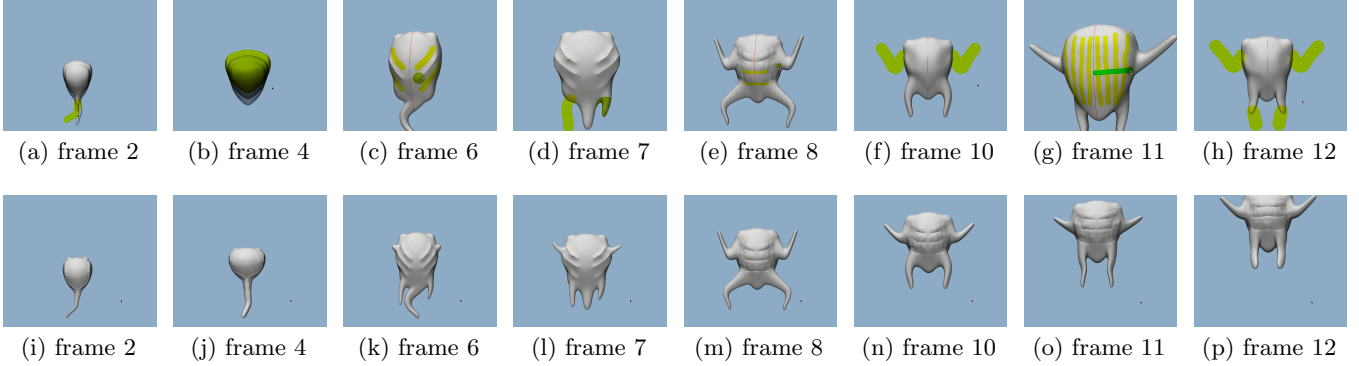 (a) frame 2 (b) frame 4 (c) frame 6 (d) frame 7 (e) frame 8 (f) frame 10 (g) frame 11 (h) frame 12
(i) frame 2 (j) frame 4 (k) frame 6 (l) frame 7 (m) frame 8 (n) frame 10 (o) frame 11 (p) frame 12